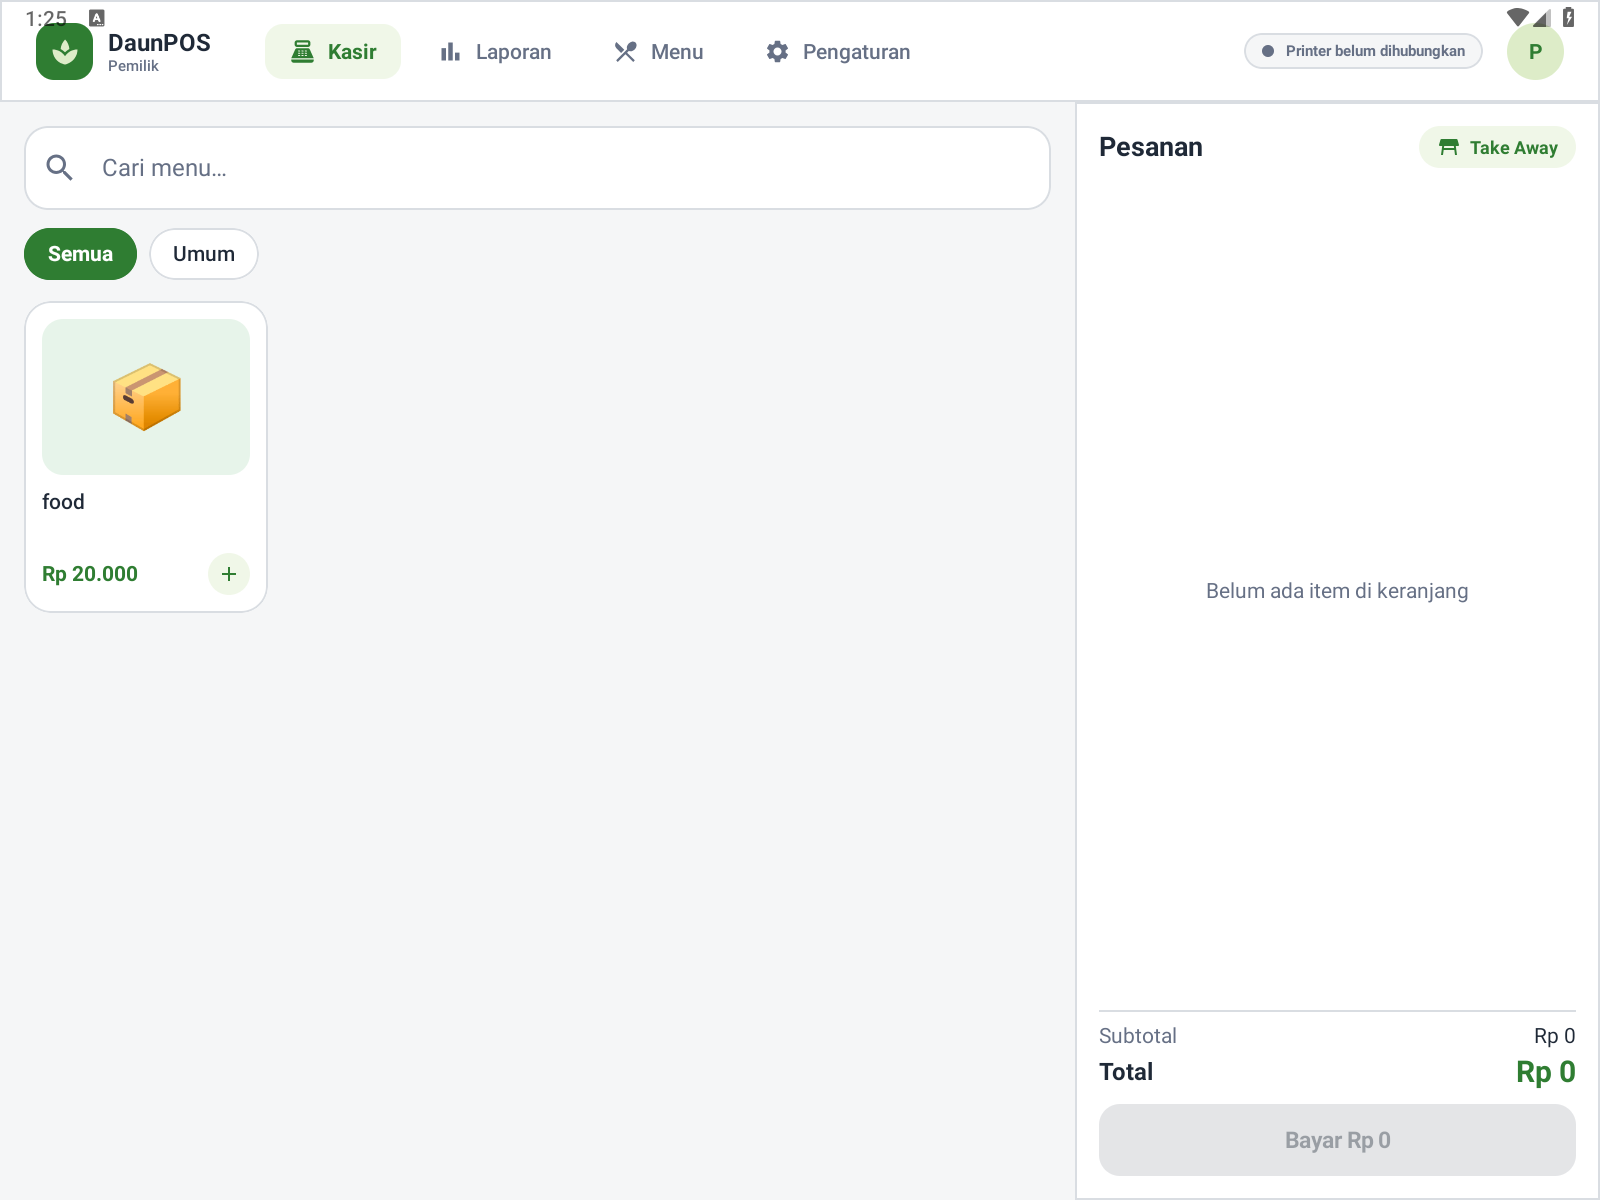 1:25
DaunPOS
Pemilik
Kasir
Laporan
Menu
Pengaturan
Printer belum dihubungkan
P
Cari menu...
Semua
Umum
food
Rp 20.000
Pesanan
Take Away
Belum ada item di keranjang
Subtotal Rp 0
Total Rp 0
Bayar Rp 0